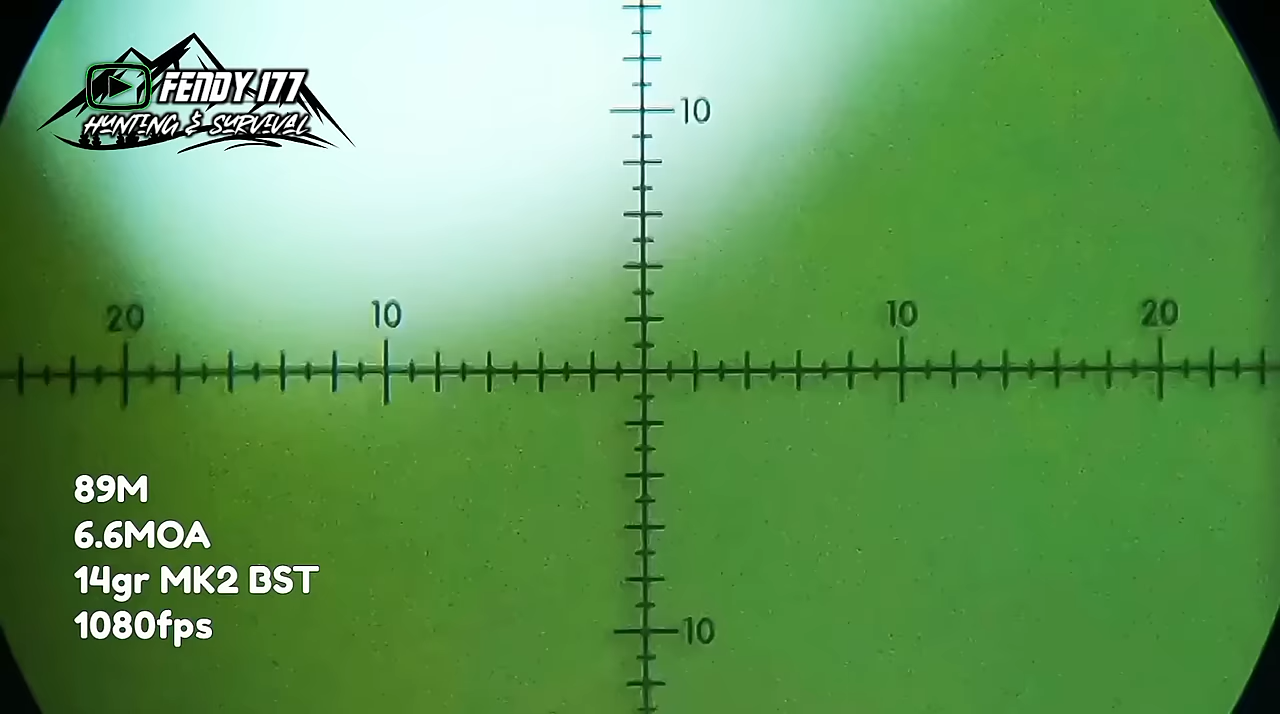 FENDY 177
HUNTING & SURVIVAL
10
20 10 10 20
89M
6.6MOA
14gr MK2 BST
1080fps
10